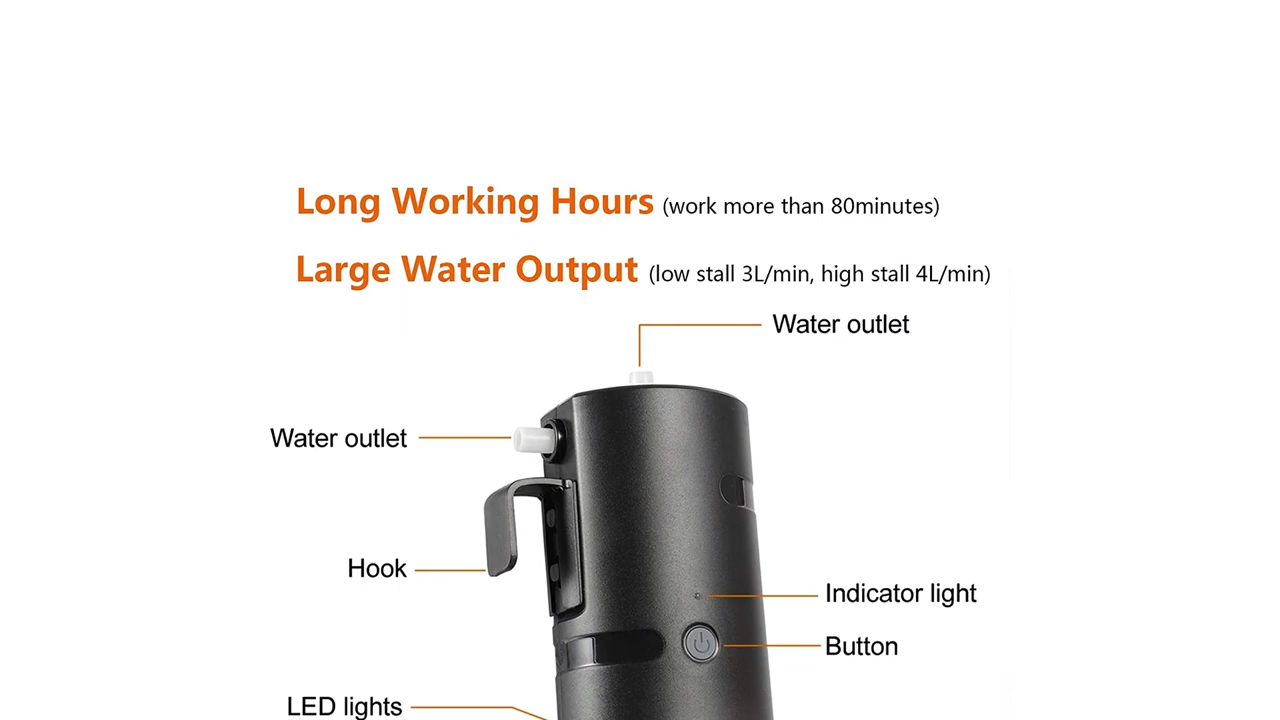 Long Working Hours (work more than 80minutes)
Large Water Output (low stall 3L/min, high stall 4L/min)
Water outlet
Water outlet
Hook
Indicator light
Button
LED lights